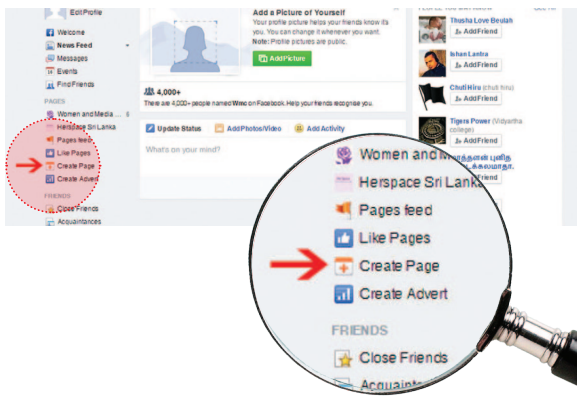 Edit Profile
Welcome
News Feed
Messages
Events
Find Friends
PAGES
Women and Media ... 8
Herspace Sri Lanka
Pages feed
Like Pages
Create Page
Create Advert
FRIENDS
Close Friends
Acquaintances
Add a Picture of Yourself
Your profile picture helps your friends know it's
you. You can change it whenever you want.
Note: Profile pictures are public.
Add Picture
4,000+
There are 4,000+ people named Wmc on Facebook. Help your friends recognise you.
Update Status Add Photos/Video Add Activity
What's on your mind?
Thusha Love Beulah
Add Friend
Ishan Lantra
Add Friend
Chuti Hiru (chuti hiru)
Add Friend
Tigers Power (Vidyartha
college)
Add Friend
புனித
Friend
Women and M
Herspace Sri Lanka
Pages feed
Like Pages
Create Page
Create Advert
FRIENDS
Close Friends
Acquainta